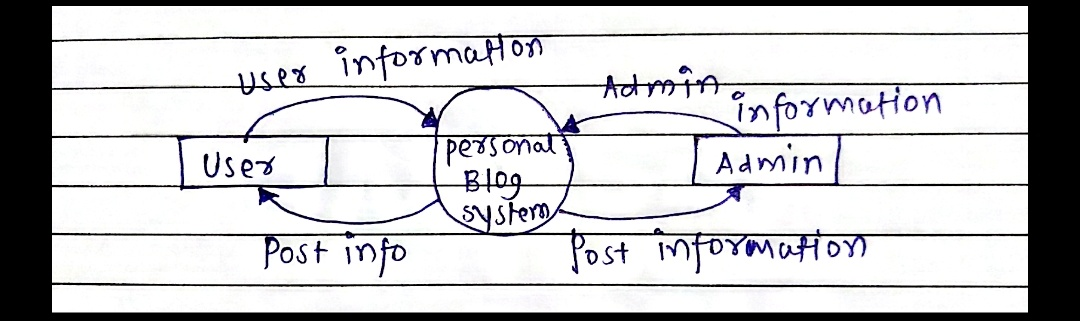 User information
Admin
information
User
personal
Blog
system
Admin
Post info
Post information